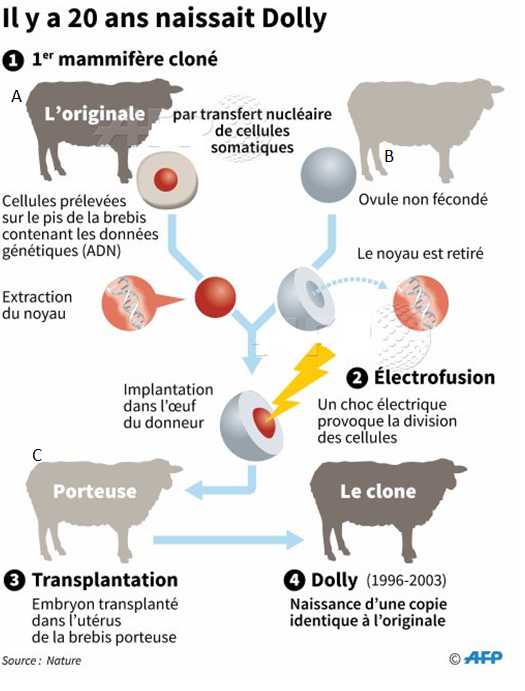 Il y a 20 ans naissait Dolly
1 1er mammifère cloné
A
L'originale
par transfert nucléaire
de cellules
somatiques
B
Cellules prélevées
sur le pis de la brebis
contenant les données
génétiques (ADN)
Ovule non fécondé
Le noyau est retiré
Extraction
du noyau
Implantation
dans l'œuf
du donneur
2 Électrofusion
Un choc électrique
provoque la division
des cellules
C
Porteuse
Le clone
3 Transplantation
Embryon transplanté
dans l'utérus
de la brebis porteuse
4 Dolly (1996-2003)
Naissance d'une copie
identique à l'originale
Source : Nature
© AFP